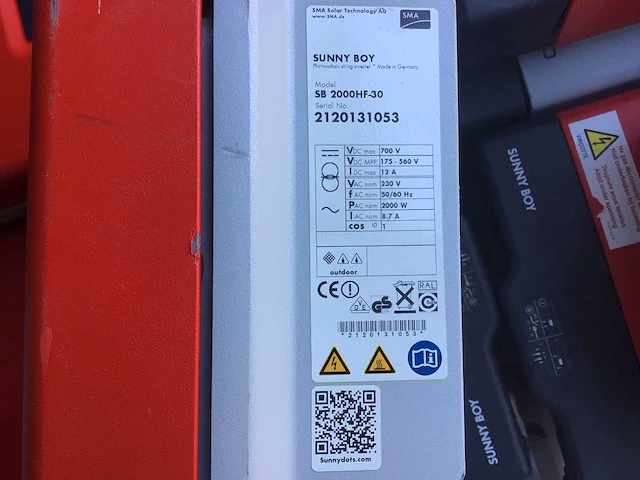 SMA Solar Technology AG
www.SMA.de
SMA
SUNNY BOY
Photovoltaic string inverter * Made in Germany
Model
SB 2000HF-30
Serial No.
2120131053
VDC max 700 V
VDC MPP 175 - 560 V
IDC max 12 A
VAC nom 230 V
fAC nom 50/60 Hz
PAC nom 2000 W
IAC nom 8.7 A
cos φ 1
outdoor
CE
RAL
VDE
GS
*2120131053*
Sunnydots.com
SUNNY BOY
SUNNY BOY